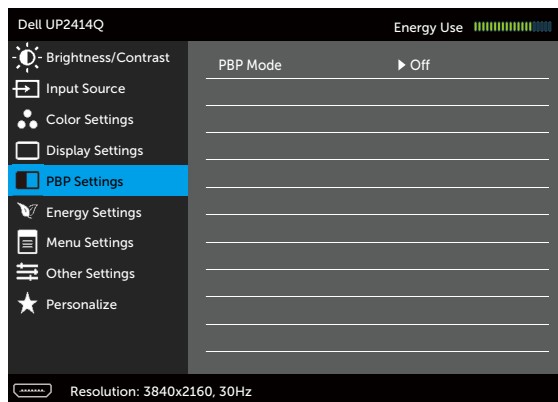 Dell UP2414Q
Energy Use
Brightness/Contrast
PBP Mode
Off
Input Source
Color Settings
Display Settings
PBP Settings
Energy Settings
Menu Settings
Other Settings
Personalize
Resolution: 3840x2160, 30Hz